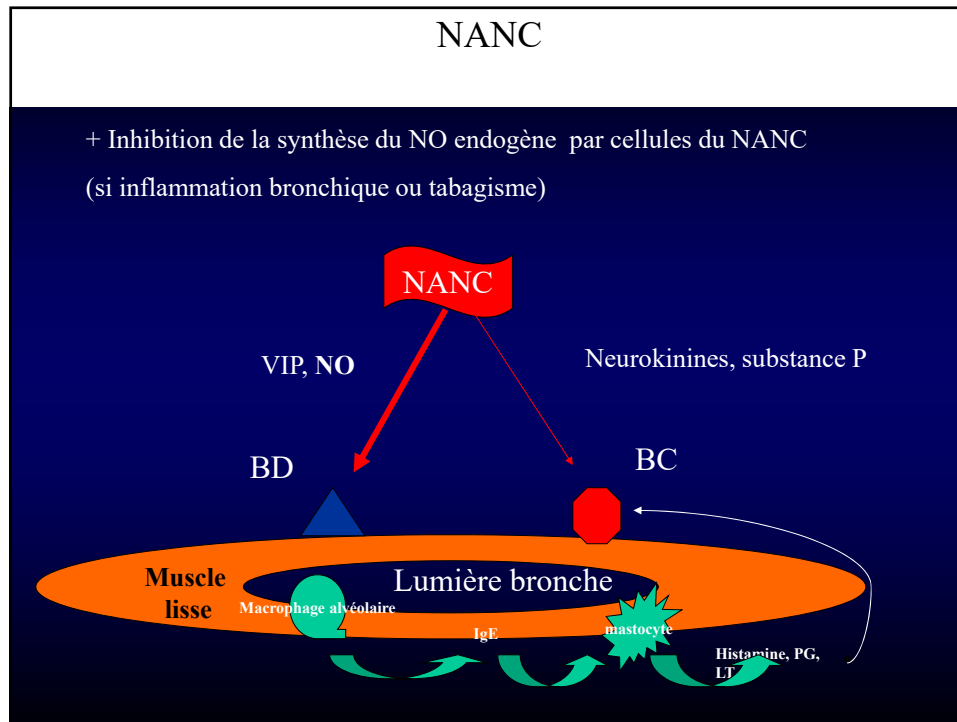 NANC
+ Inhibition de la synthèse du NO endogène par cellules du NANC
(si inflammation bronchique ou tabagisme)
NANC
VIP, NO
Neurokinines, substance P
BD
BC
Muscle
lisse
Lumière bronche
Macrophage alvéolaire
mastocyte
IgE
Histamine, PG,
LT